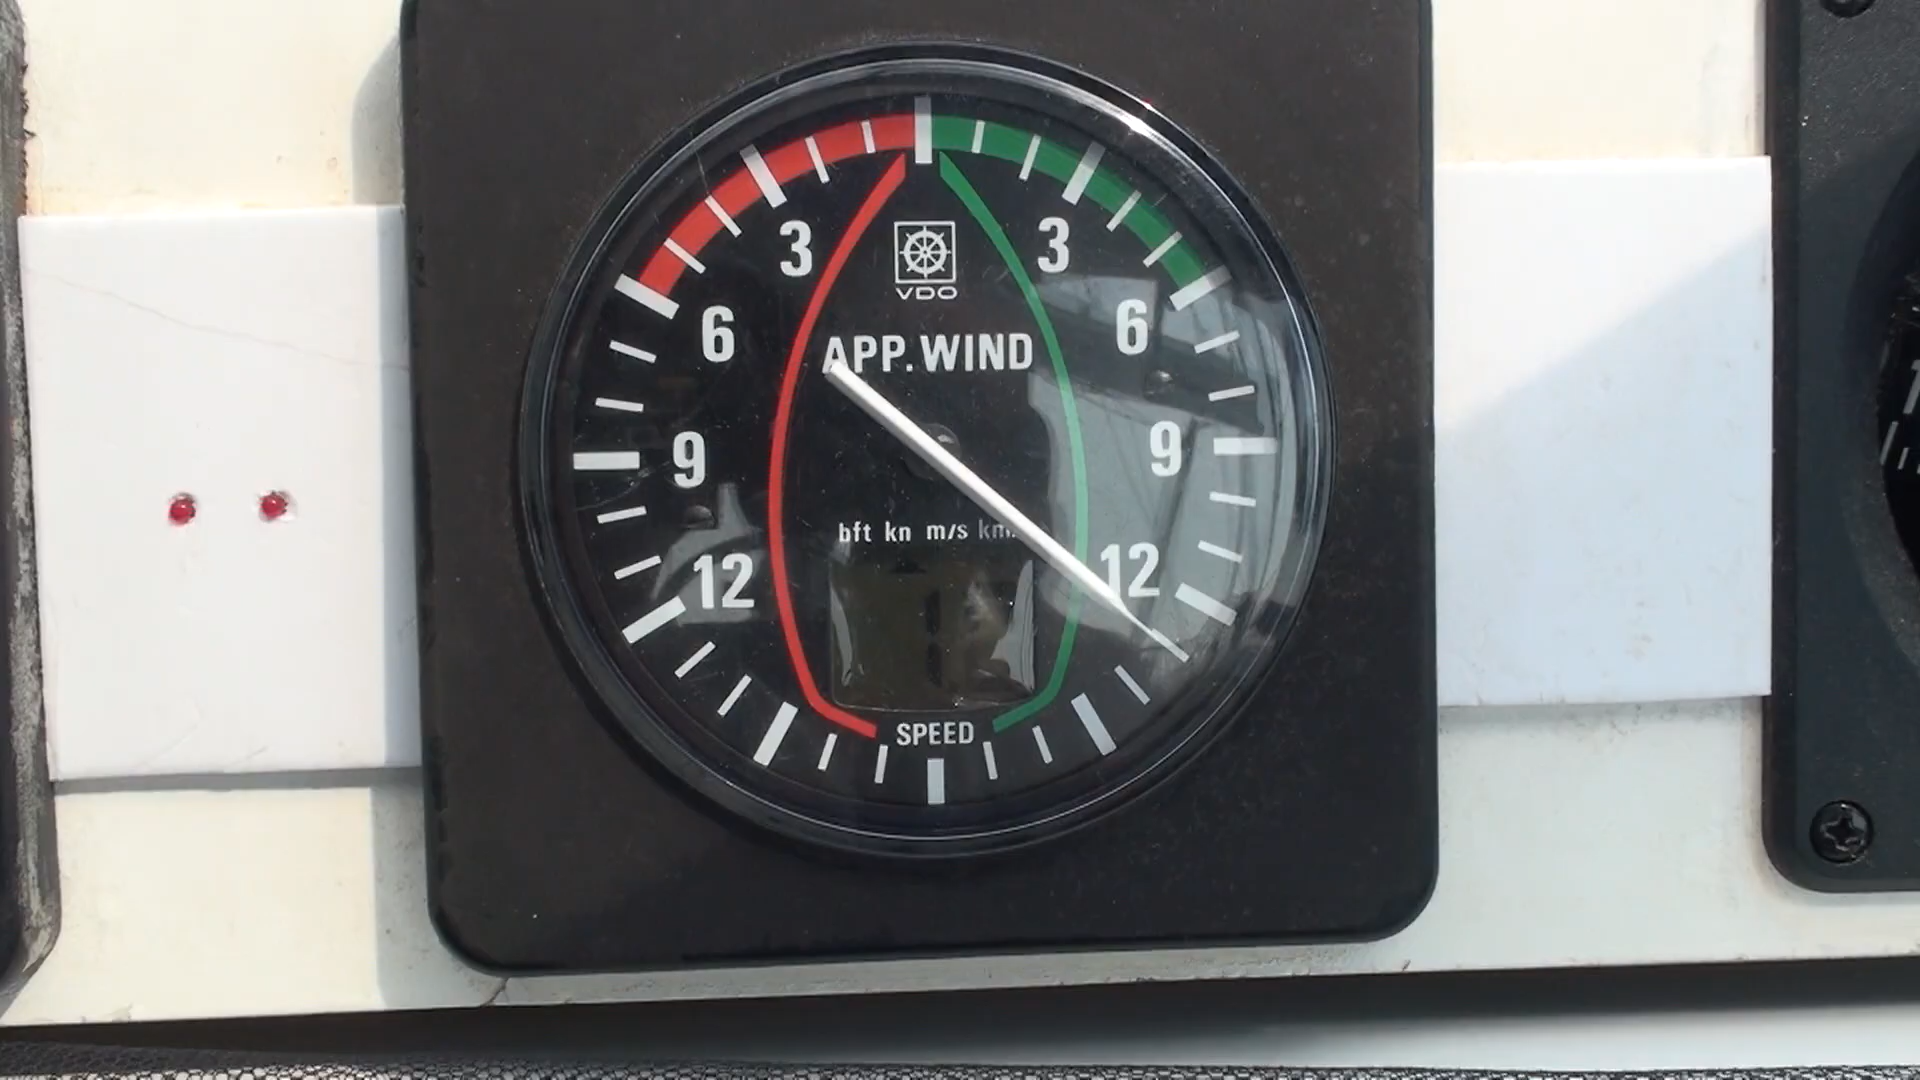 3 3
VDO
6 6
APP.WIND
9 9
bft kn m/s
12 12
SPEED